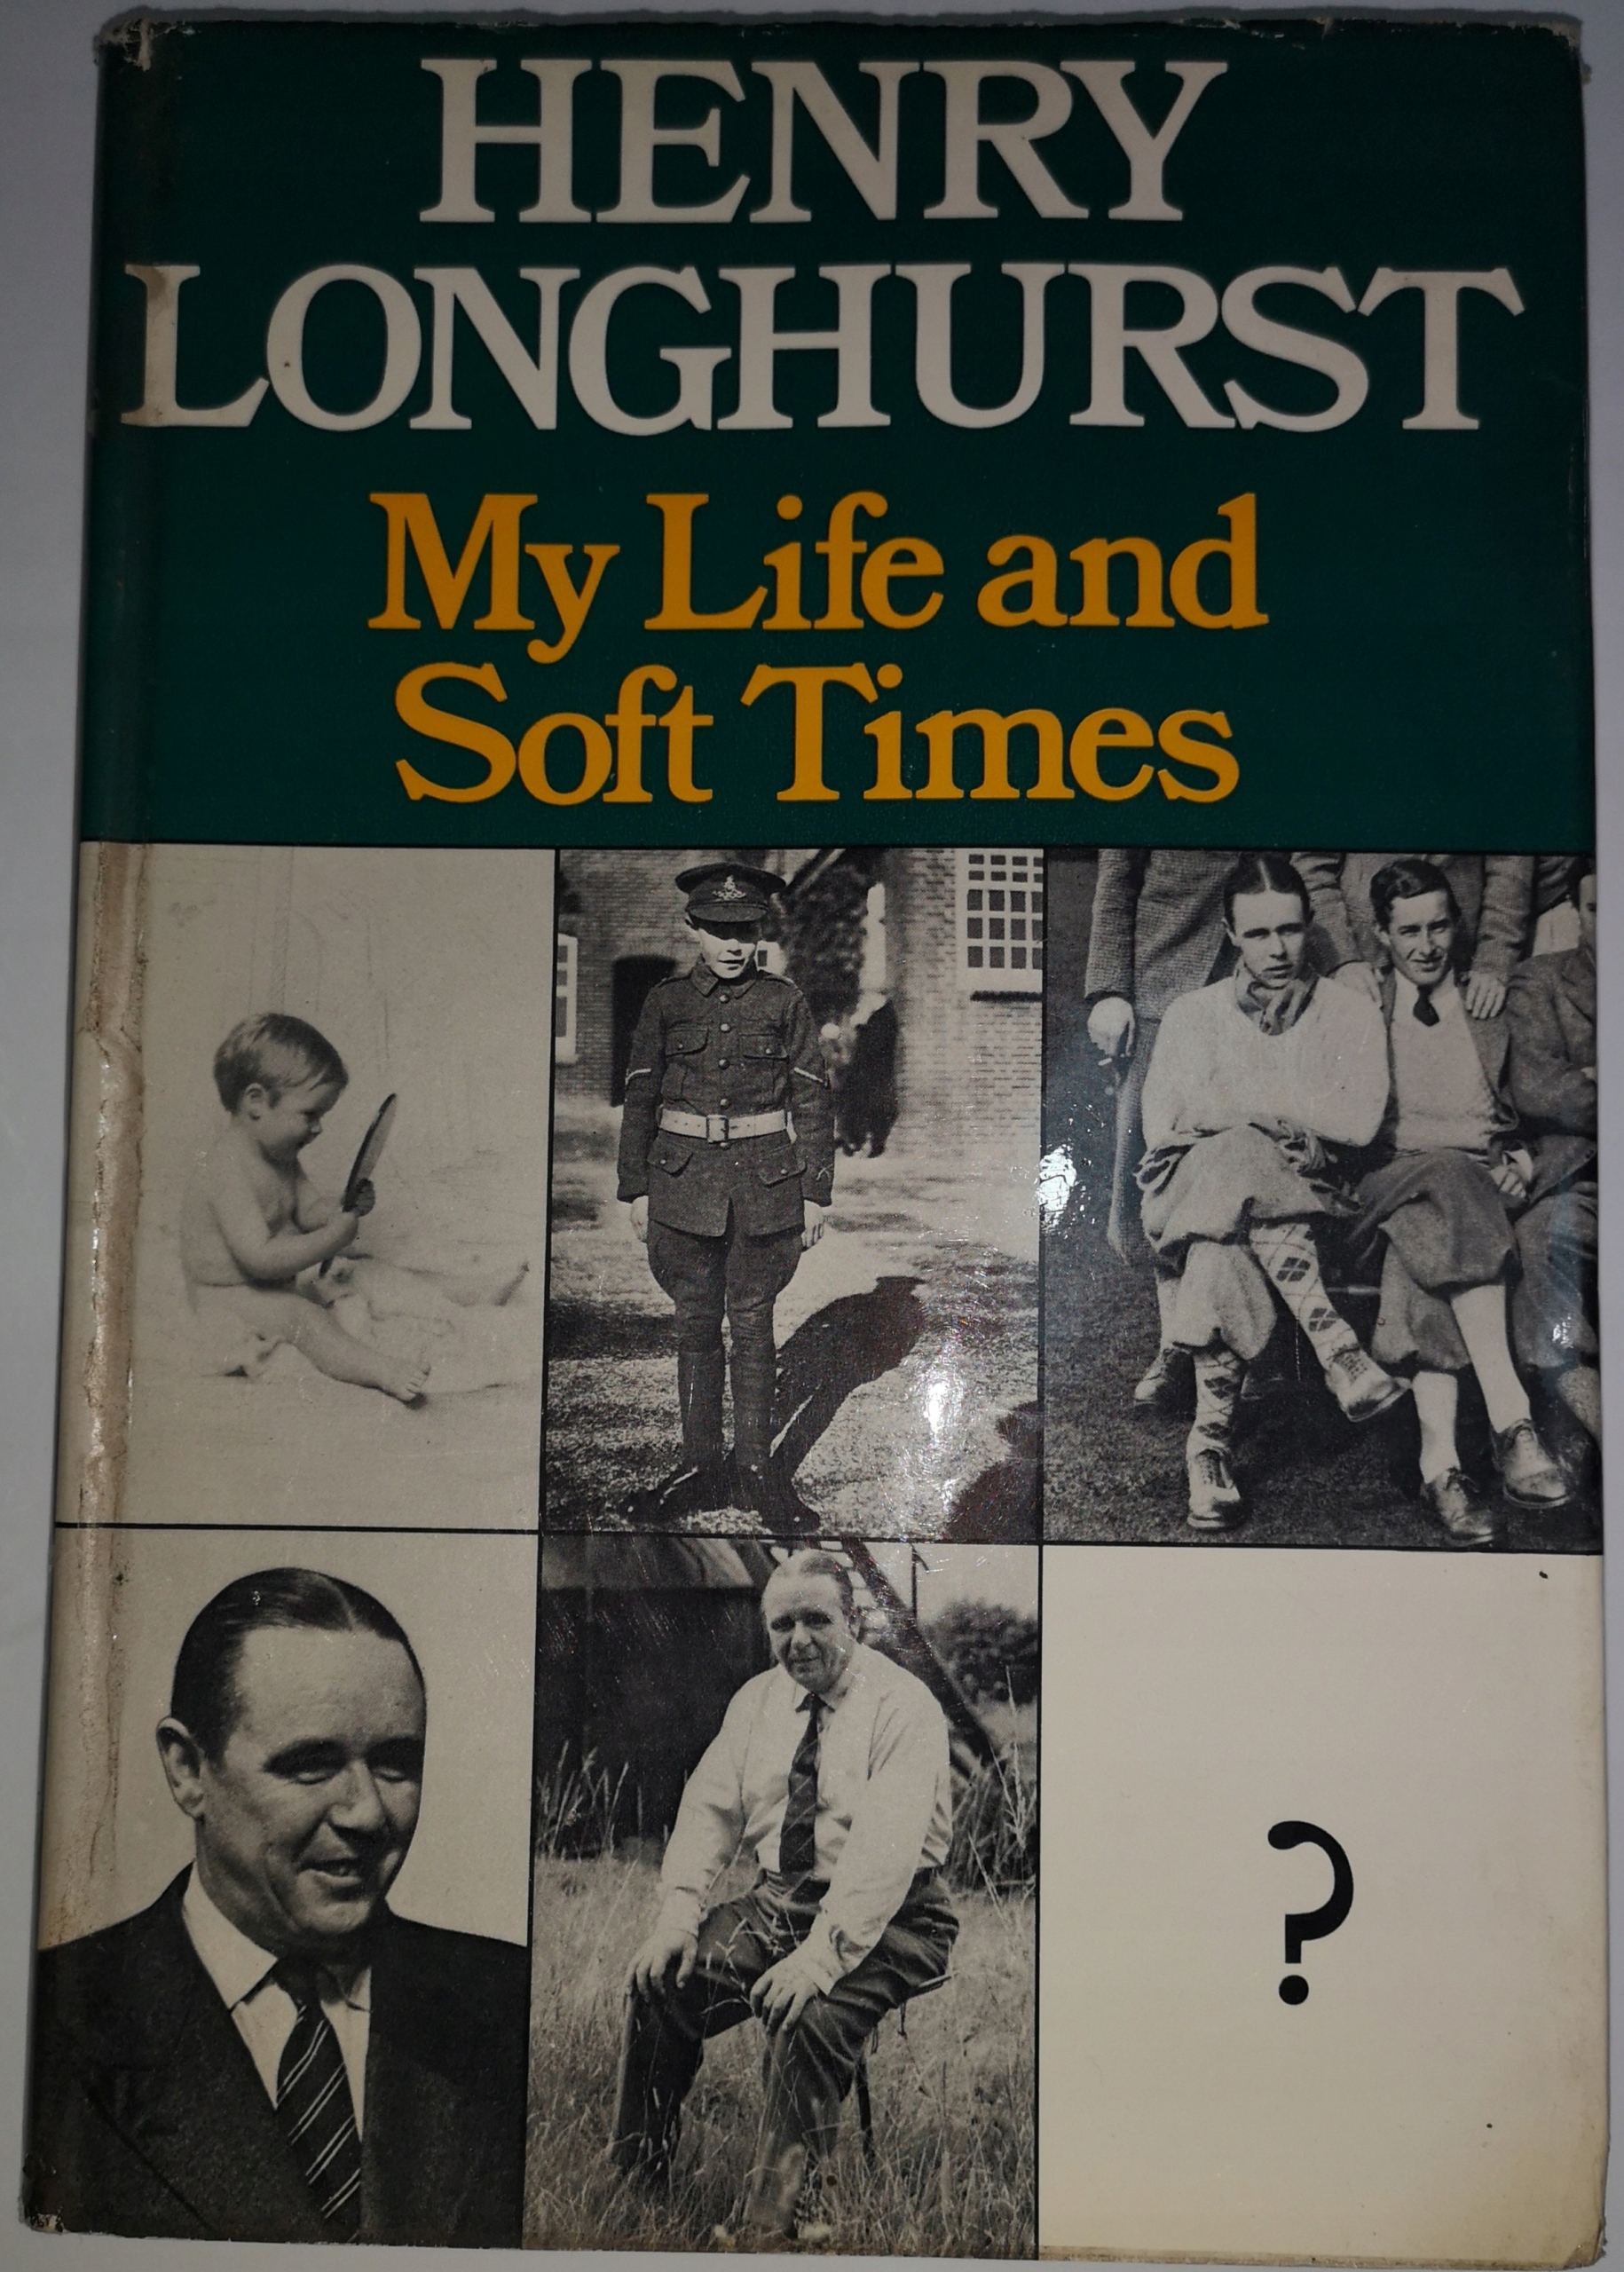 HENRY
LONGHURST
My Life and
Soft Times
?